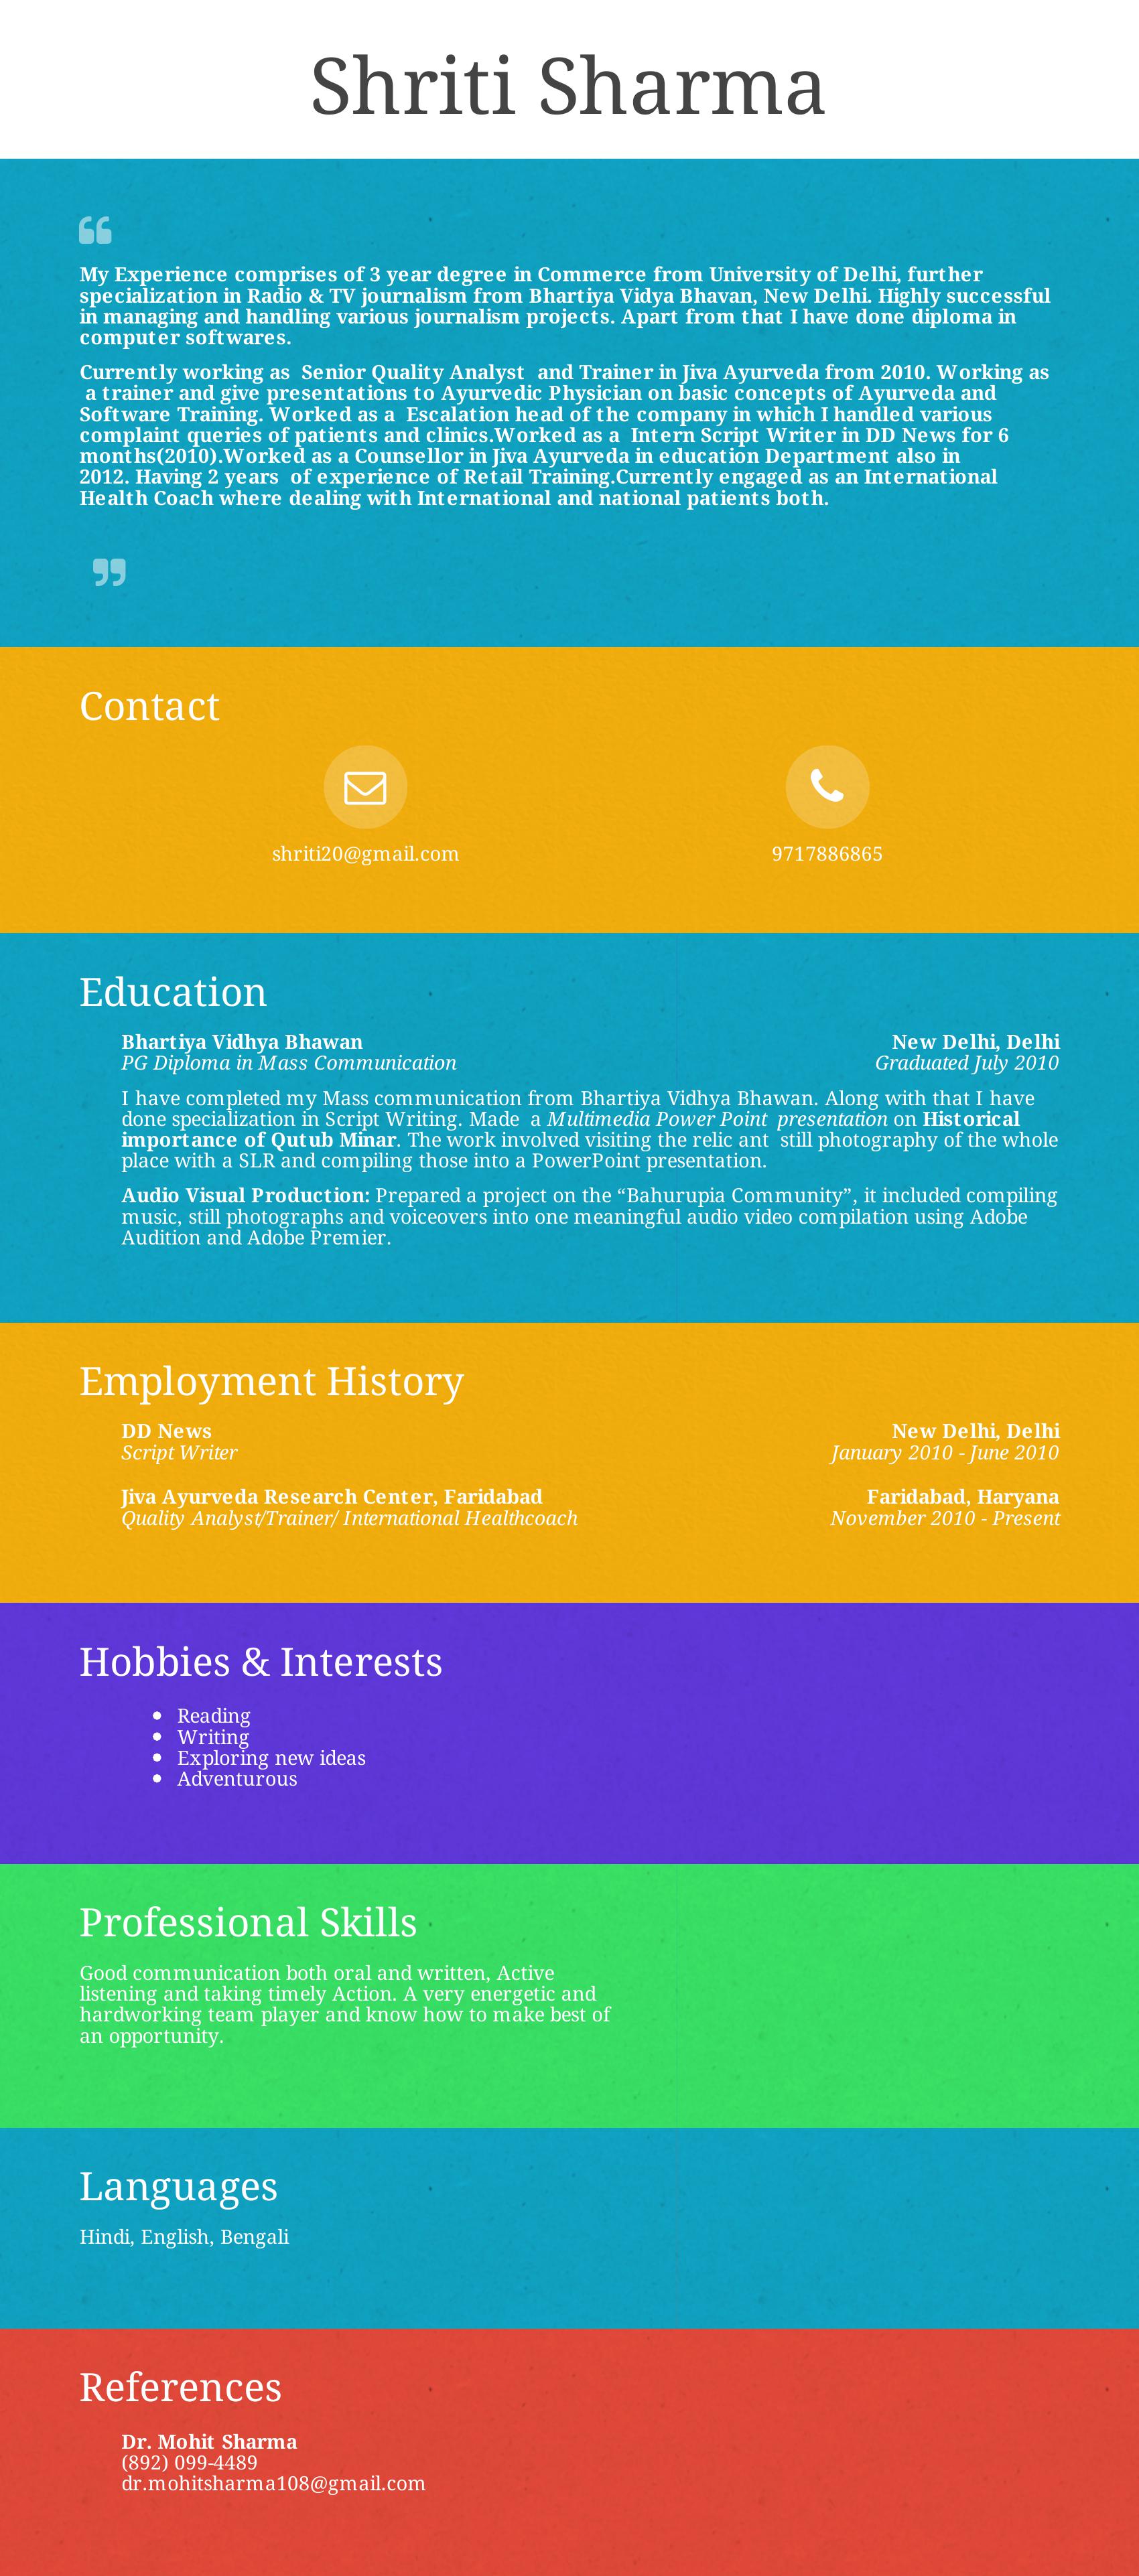 Shriti Sharma
“
My Experience comprises of 3 year degree in Commerce from University of Delhi, further
specialization in Radio & TV journalism from Bhartiya Vidya Bhavan, New Delhi. Highly successful
in managing and handling various journalism projects. Apart from that I have done diploma in
computer softwares.
Currently working as Senior Quality Analyst and Trainer in Jiva Ayurveda from 2010. Working as
a trainer and give presentations to Ayurvedic Physician on basic concepts of Ayurveda and
Software Training. Worked as a Escalation head of the company in which I handled various
complaint queries of patients and clinics.Worked as a Intern Script Writer in DD News for 6
months(2010).Worked as a Counsellor in Jiva Ayurveda in education Department also in
2012. Having 2 years of experience of Retail Training.Currently engaged as an International
Health Coach where dealing with International and national patients both.
”
Contact
shriti20@gmail.com 9717886865
Education
Bhartiya Vidhya Bhawan New Delhi, Delhi
PG Diploma in Mass Communication Graduated July 2010
I have completed my Mass communication from Bhartiya Vidhya Bhawan. Along with that I have
done specialization in Script Writing. Made a Multimedia Power Point presentation on Historical
importance of Qutub Minar. The work involved visiting the relic ant still photography of the whole
place with a SLR and compiling those into a PowerPoint presentation.
Audio Visual Production: Prepared a project on the “Bahurupia Community”, it included compiling
music, still photographs and voiceovers into one meaningful audio video compilation using Adobe
Audition and Adobe Premier.
Employment History
DD News New Delhi, Delhi
Script Writer January 2010 - June 2010
Jiva Ayurveda Research Center, Faridabad Faridabad, Haryana
Quality Analyst/Trainer/ International Healthcoach November 2010 - Present
Hobbies & Interests
• Reading
• Writing
• Exploring new ideas
• Adventurous
Professional Skills
Good communication both oral and written, Active
listening and taking timely Action. A very energetic and
hardworking team player and know how to make best of
an opportunity.
Languages
Hindi, English, Bengali
References
Dr. Mohit Sharma
(892) 099-4489
dr.mohitsharma108@gmail.com